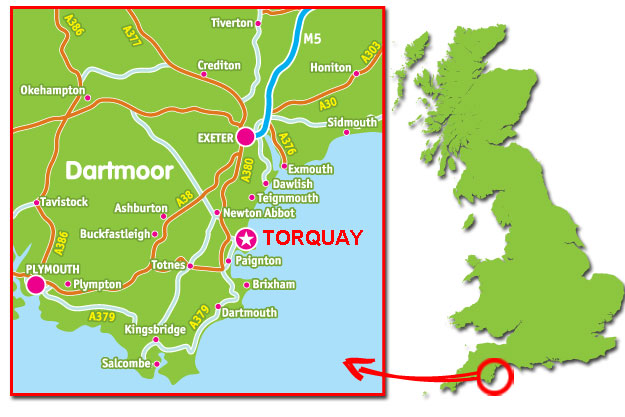 A386
A377
Tiverton
M5
A303
Crediton
Honiton
Okehampton
A30
Sidmouth
EXETER
A376
Dartmoor
A380
Exmouth
Dawlish
Tavistock
A38
Teignmouth
Ashburton
Newton Abbot
Buckfastleigh
A386
TORQUAY
PLYMOUTH
Totnes
Paignton
Plympton
Brixham
A379
A379
Dartmouth
Kingsbridge
Salcombe